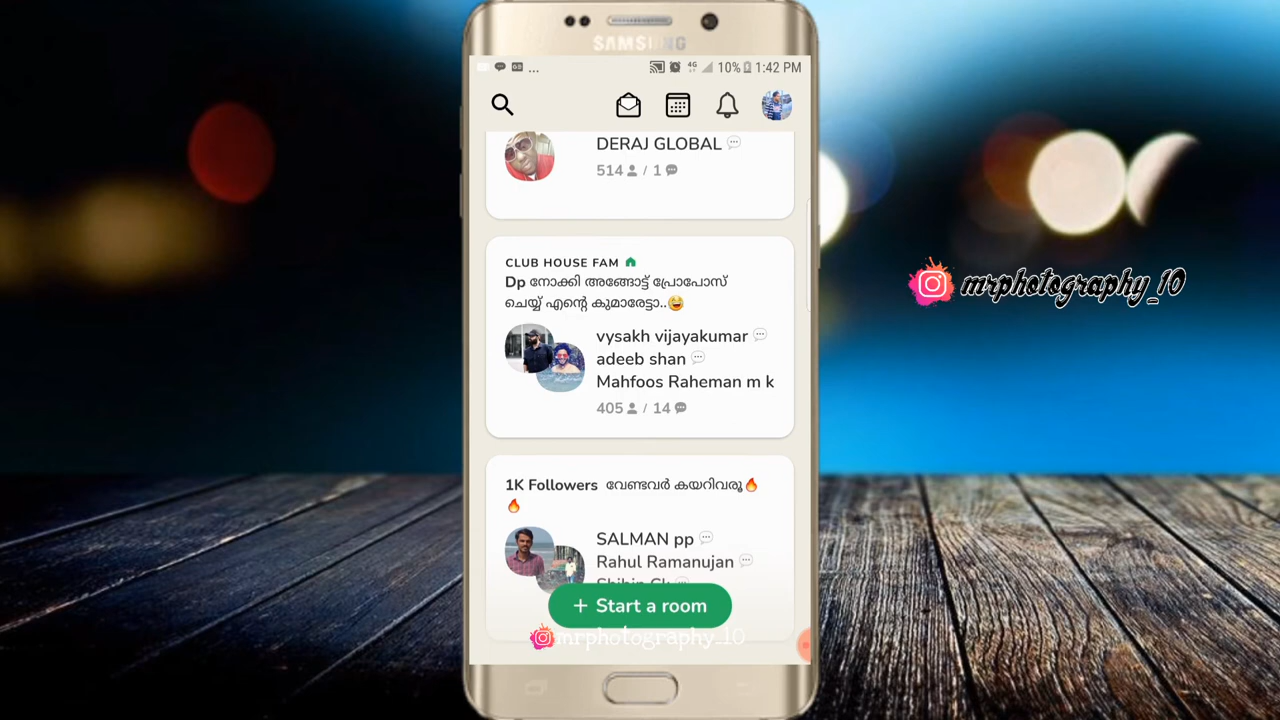 SAMSUNG
... 4G 10% 1:42 PM
DERAJ GLOBAL
514 / 1
CLUB HOUSE FAM
Dp നോക്കി അങ്ങോട്ട് പ്രോപോസ്
ചെയ്യ് എന്റെ കുമാരേട്ടാ..😂
vysakh vijayakumar
adeeb shan
Mahfoos Raheman m k
405 / 14
1K Followers വേണ്ടവർ കയറിവരൂ🔥
🔥
SALMAN pp
Rahul Ramanujan
+ Start a room
mrphotography_10
mrphotography_10